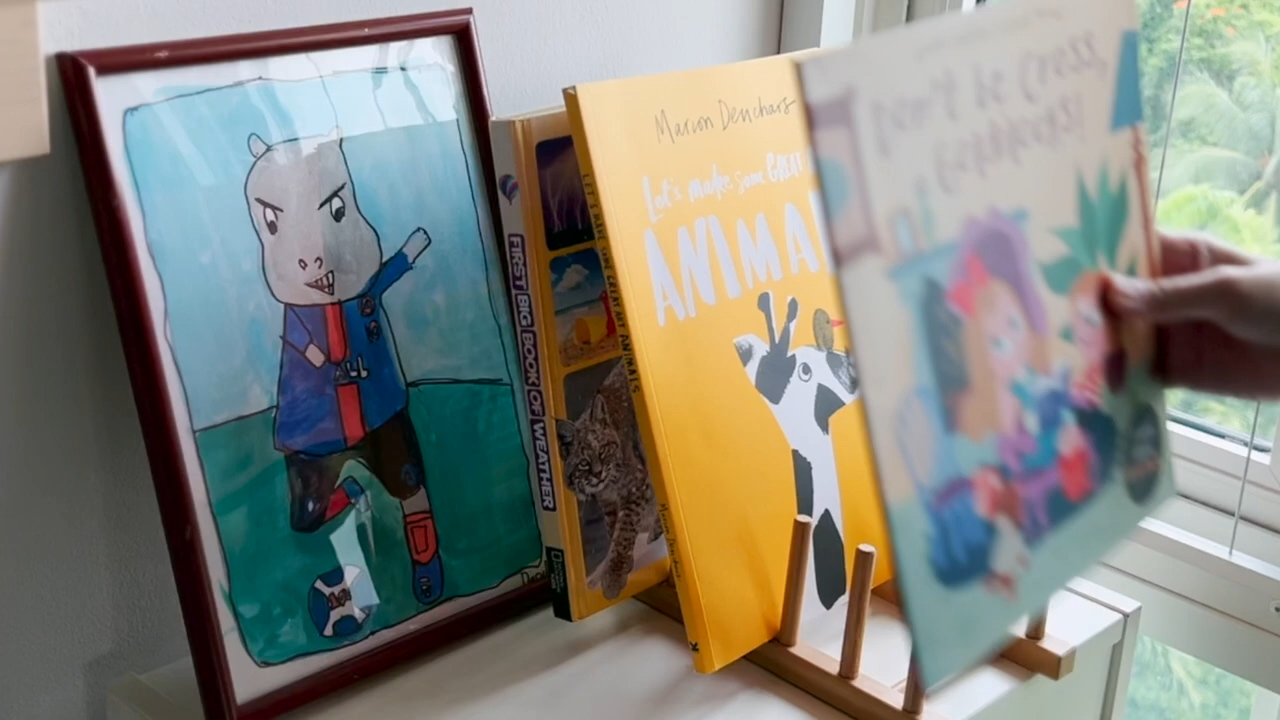 ALL
FIRST BIG BOOK OF WEATHER
LET'S MAKE SOME GREAT ART ANIMALS
Marion Deuchars
Let's make some GREAT
ANIMA
Marion Deuchars
K
Don't be cross,